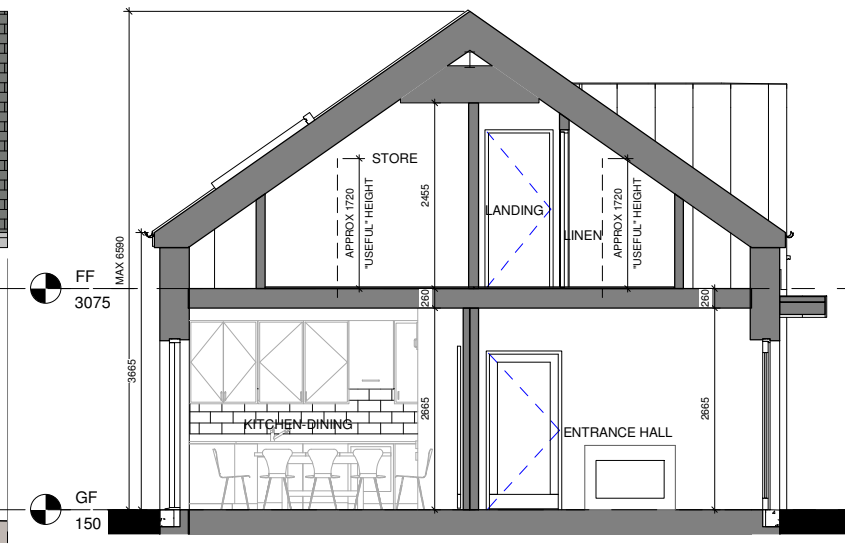 STORE
2455
APPROX 1720
"USEFUL" HEIGHT
LANDING
LINEN
APPROX 1720
"USEFUL" HEIGHT
MAX 6590
FF
3075
260
260
3665
2665
2665
KITCHEN-DINING
ENTRANCE HALL
GF
150